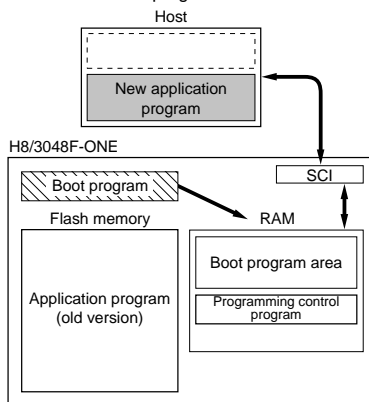 Host
New application
program
H8/3048F-ONE
SCI
Boot program
Flash memory
RAM
Boot program area
Application program
(old version)
Programming control
program